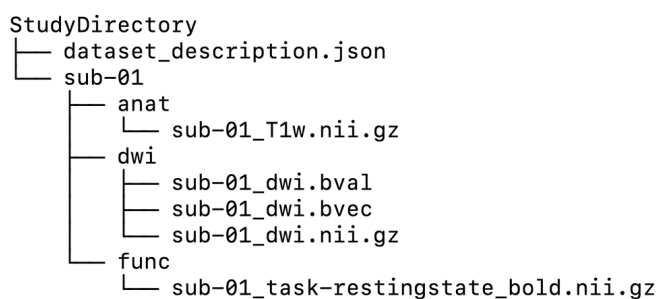 StudyDirectory
├── dataset_description.json
└── sub-01
    ├── anat
    │   └── sub-01_T1w.nii.gz
    ├── dwi
    │   ├── sub-01_dwi.bval
    │   ├── sub-01_dwi.bvec
    │   └── sub-01_dwi.nii.gz
    └── func
        └── sub-01_task-restingstate_bold.nii.gz